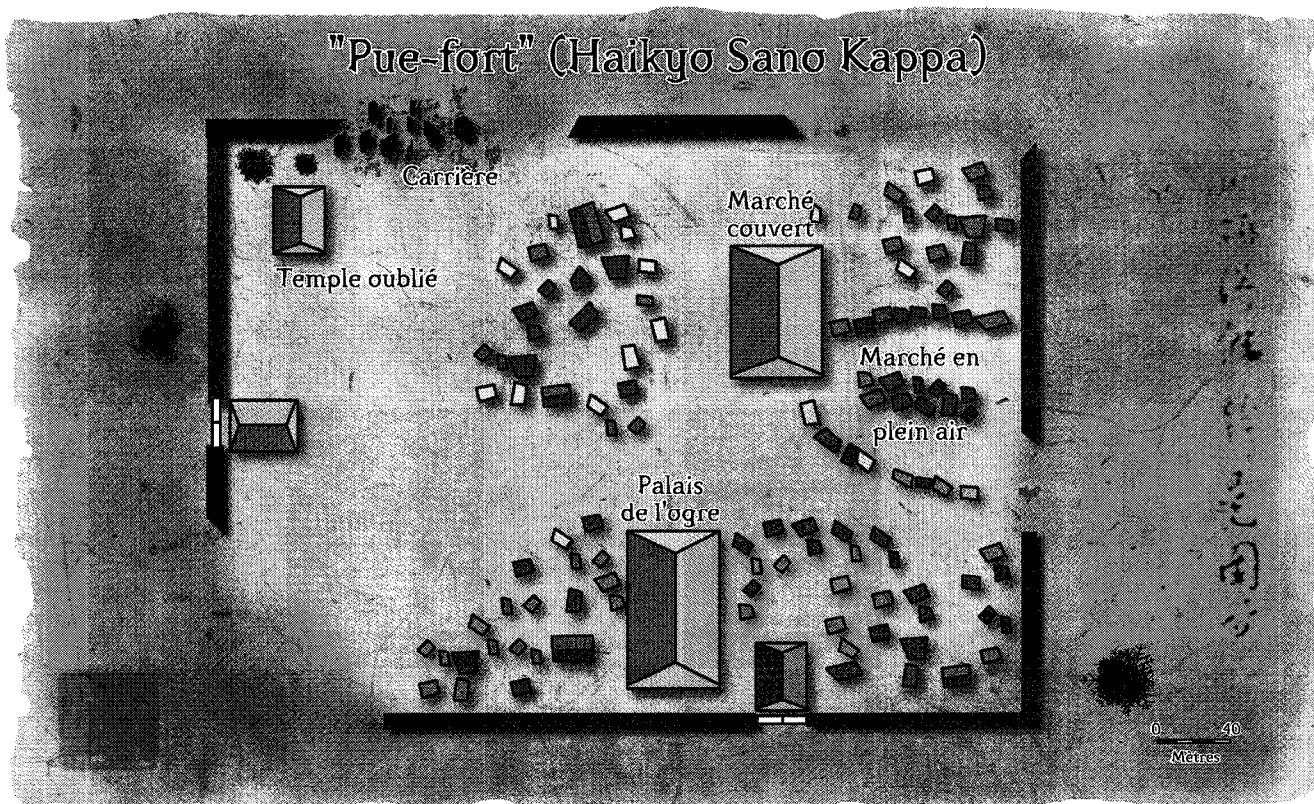 "Pue-fort" (Haikyo Sano Kappa)
Carrière
Marché
couvert
Temple oublié
Marché en
plein air
Palais
de l'ogre
0 40
Mètres